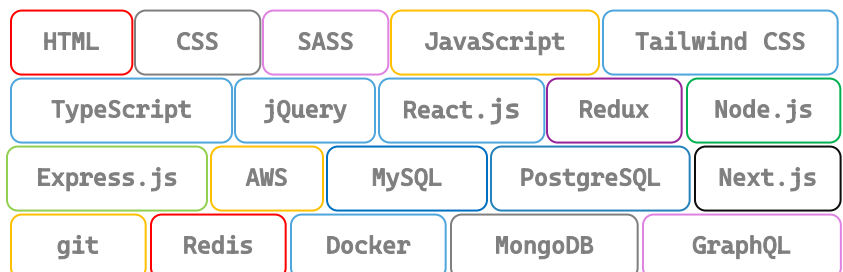 HTML CSS SASS JavaScript Tailwind CSS
TypeScript jQuery React.js Redux Node.js
Express.js AWS MySQL PostgreSQL Next.js
git Redis Docker MongoDB GraphQL